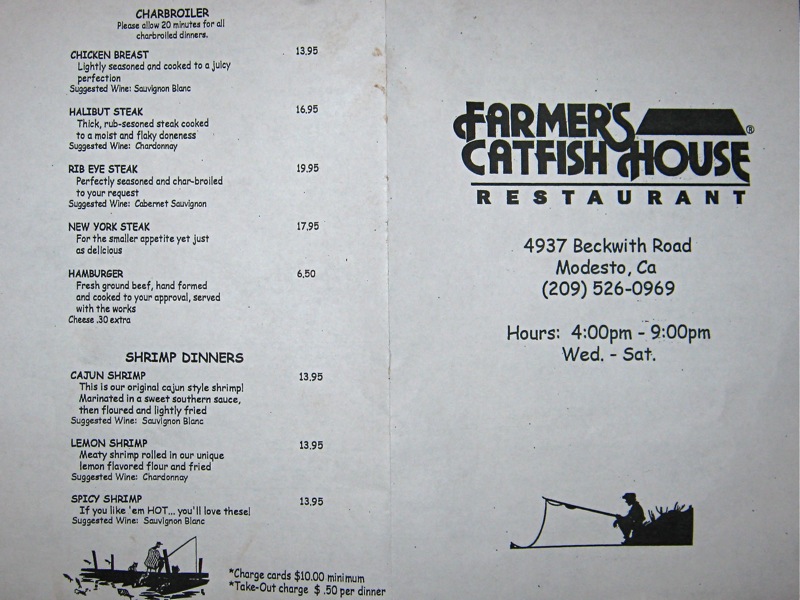 CHARBROILER
Please allow 20 minutes for all
charbroiled dinners.
CHICKEN BREAST 13.95
Lightly seasoned and cooked to a juicy
perfection
Suggested Wine: Sauvignon Blanc
HALIBUT STEAK 16.95
Thick, rub-sesoned steak cooked
to a moist and flaky doneness
Suggested Wine: Chardonnay
RIB EYE STEAK 19.95
Perfectly seasoned and char-broiled
to your request
Suggested Wine: Cabernet Sauvignon
NEW YORK STEAK 17.95
For the smaller appetite yet just
as delicious
HAMBURGER 6.50
Fresh ground beef, hand formed
and cooked to your approval, served
with the works
Cheese .30 extra
SHRIMP DINNERS
CAJUN SHRIMP 13.95
This is our original cajun style shrimp!
Marinated in a sweet southern sauce,
then floured and lightly fried
Suggested Wine: Sauvignon Blanc
LEMON SHRIMP 13.95
Meaty shrimp rolled in our unique
lemon flavored flour and fried
Suggested Wine: Chardonnay
SPICY SHRIMP 13.95
If you like 'em HOT... you'll love these!
Suggested Wine: Sauvignon Blanc
*Charge cards $10.00 minimum
*Take-Out charge $ .50 per dinner
FARMER'S
CATFISH HOUSE ®
RESTAURANT
4937 Beckwith Road
Modesto, Ca
(209) 526-0969
Hours: 4:00pm - 9:00pm
Wed. - Sat.